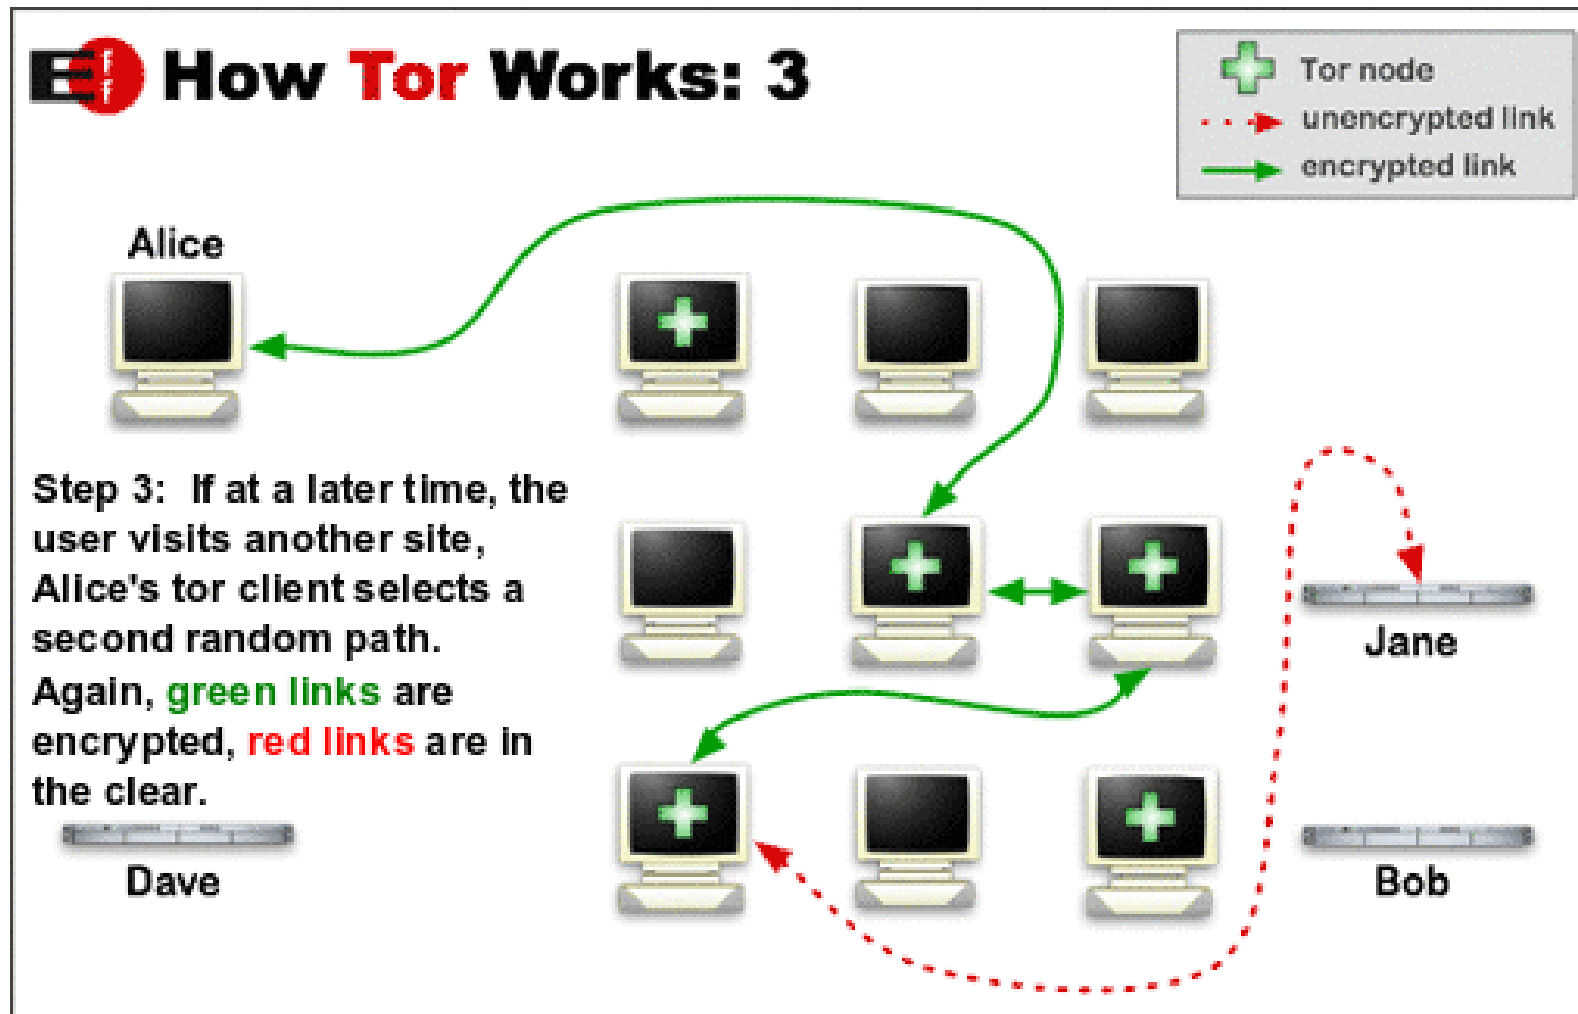 EFF How Tor Works: 3
Tor node
unencrypted link
encrypted link
Alice
Step 3: If at a later time, the
user visits another site,
Alice's tor client selects a
second random path.
Again, green links are
encrypted, red links are in
the clear.
Jane
Dave
Bob